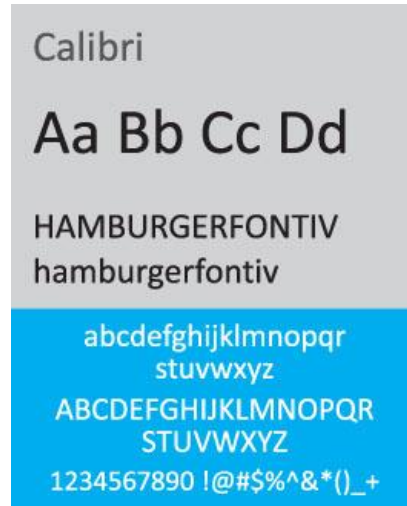 Calibri
Aa Bb Cc Dd
HAMBURGERFONTIV
hamburgerfontiv
abcdefghijklmnopqr
stuvwxyz
ABCDEFGHIJKLMNOPQR
STUVWXYZ
1234567890 !@#$%^&*()_+